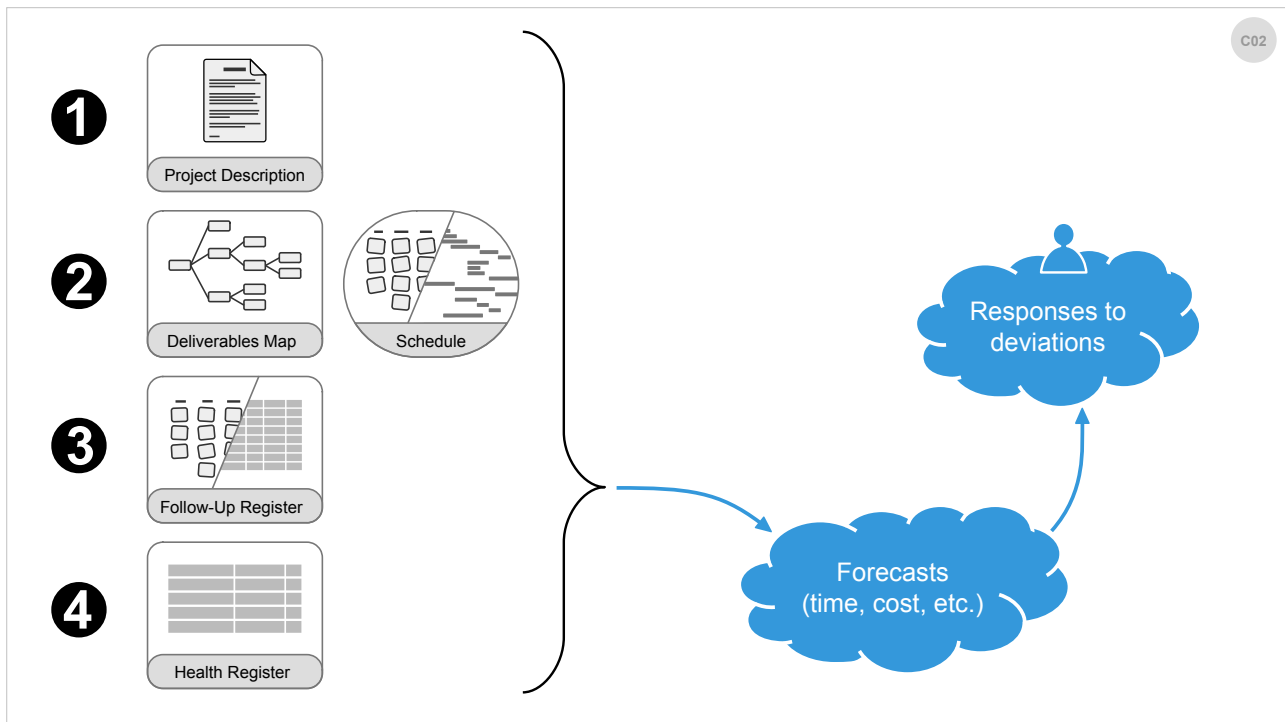 C02
1
Project Description
2
Deliverables Map
Schedule
3
Follow-Up Register
4
Health Register
Responses to
deviations
Forecasts
(time, cost, etc.)